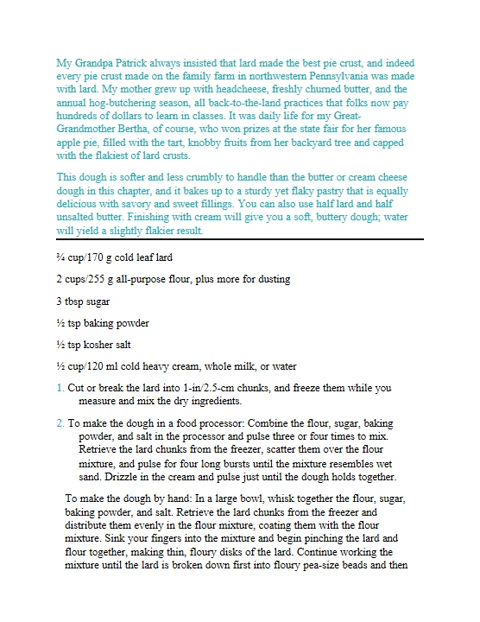 My Grandpa Patrick always insisted that lard made the best pie crust, and indeed
every pie crust made on the family farm in northwestern Pennsylvania was made
with lard. My mother grew up with headcheese, freshly churned butter, and the
annual hog-butchering season, all back-to-the-land practices that folks now pay
hundreds of dollars to learn in classes. It was daily life for my Great-
Grandmother Bertha, of course, who won prizes at the state fair for her famous
apple pie, filled with the tart, knobby fruits from her backyard tree and capped
with the flakiest of lard crusts.
This dough is softer and less crumbly to handle than the butter or cream cheese
dough in this chapter, and it bakes up to a sturdy yet flaky pastry that is equally
delicious with savory and sweet fillings. You can also use half lard and half
unsalted butter. Finishing with cream will give you a soft, buttery dough; water
will yield a slightly flakier result.
¾ cup/170 g cold leaf lard
2 cups/255 g all-purpose flour, plus more for dusting
3 tbsp sugar
½ tsp baking powder
½ tsp kosher salt
½ cup/120 ml cold heavy cream, whole milk, or water
1. Cut or break the lard into 1-in/2.5-cm chunks, and freeze them while you
measure and mix the dry ingredients.
2. To make the dough in a food processor: Combine the flour, sugar, baking
powder, and salt in the processor and pulse three or four times to mix.
Retrieve the lard chunks from the freezer, scatter them over the flour
mixture, and pulse for four long bursts until the mixture resembles wet
sand. Drizzle in the cream and pulse just until the dough holds together.
To make the dough by hand: In a large bowl, whisk together the flour, sugar,
baking powder, and salt. Retrieve the lard chunks from the freezer and
distribute them evenly in the flour mixture, coating them with the flour
mixture. Sink your fingers into the mixture and begin pinching the lard and
flour together, making thin, floury disks of the lard. Continue working the
mixture until the lard is broken down first into floury pea-size beads and then